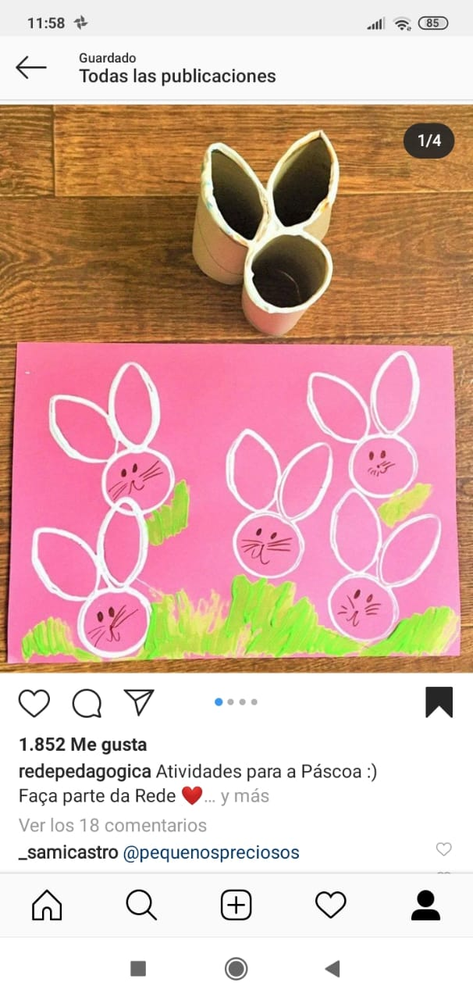 11:58
85
Guardado
Todas las publicaciones
1/4
1.852 Me gusta
redepedagogica Atividades para a Páscoa :)
Faça parte da Rede ❤️... y más
Ver los 18 comentarios
_samicastro @pequenospreciosos